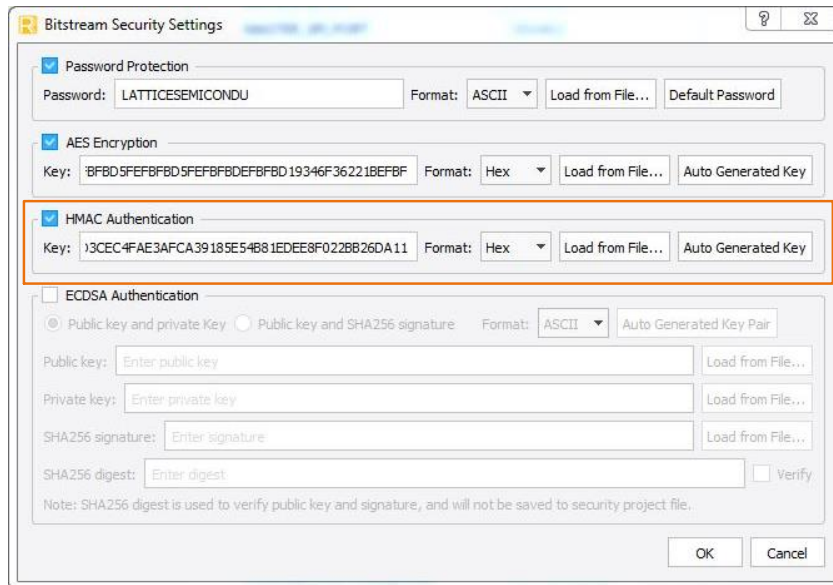 Bitstream Security Settings
Password Protection
Password: LATTICESEMICONDU Format: ASCII Load from File... Default Password
AES Encryption
Key: BFBD5FEFBFBD5FEFBFBDEFBFBD19346F36221BEFBF Format: Hex Load from File... Auto Generated Key
HMAC Authentication
Key: 3CEC4FAE3AFCA39185E54B81EDEE8F022BB26DA11 Format: Hex Load from File... Auto Generated Key
ECDSA Authentication
Public key and private Key Public key and SHA256 signature Format: ASCII Auto Generated Key Pair
Public key: Enter public key Load from File...
Private key: Enter private key Load from File...
SHA256 signature: Enter signature Load from File...
SHA256 digest: Enter digest Verify
Note: SHA256 digest is used to verify public key and signature, and will not be saved to security project file.
OK Cancel